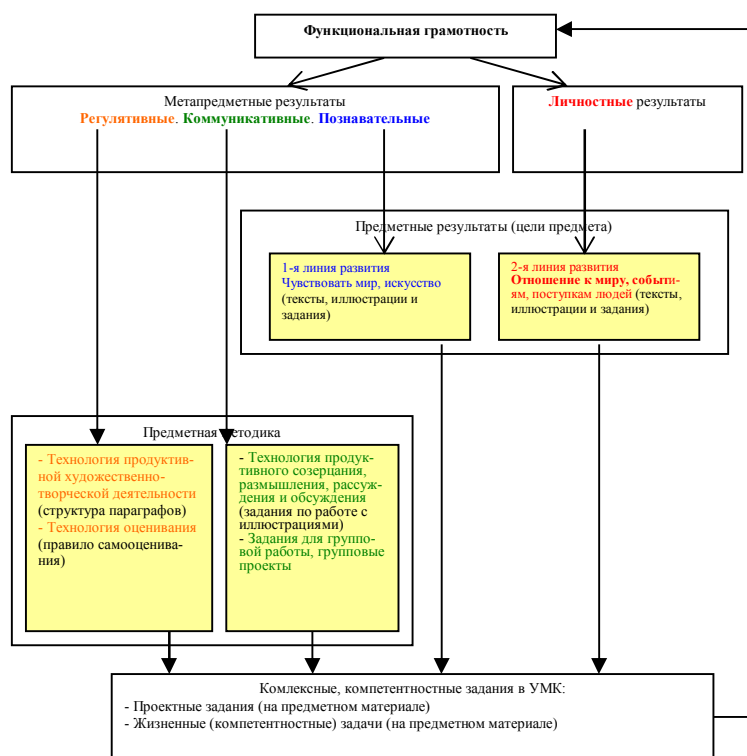 Функциональная грамотность
Метапредметные результаты
Регулятивные. Коммуникативные. Познавательные
Личностные результаты
Предметные результаты (цели предмета)
1-я линия развития
Чувствовать мир, искусство
(тексты, иллюстрации и
задания)
2-я линия развития
Отношение к миру, событи-
ям, поступкам людей (тексты,
иллюстрации и задания)
Предметная методика
- Технология продуктив-
ной художественно-
творческой деятельности
(структура параграфов)
- Технология оценивания
(правило самооценива-
ния)
- Технология продук-
тивного созерцания,
размышления, рассуж-
дения и обсуждения
(задания по работе с
иллюстрациями)
- Задания для группо-
вой работы, групповые
проекты
Комлексные, компетентностные задания в УМК:
- Проектные задания (на предметном материале)
- Жизненные (компетентностные) задачи (на предметном материале)